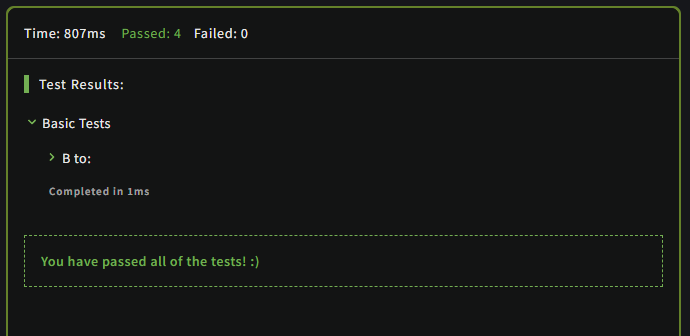 Time: 807ms Passed: 4 Failed: 0
Test Results:
Basic Tests
B to:
Completed in 1ms
You have passed all of the tests! :)